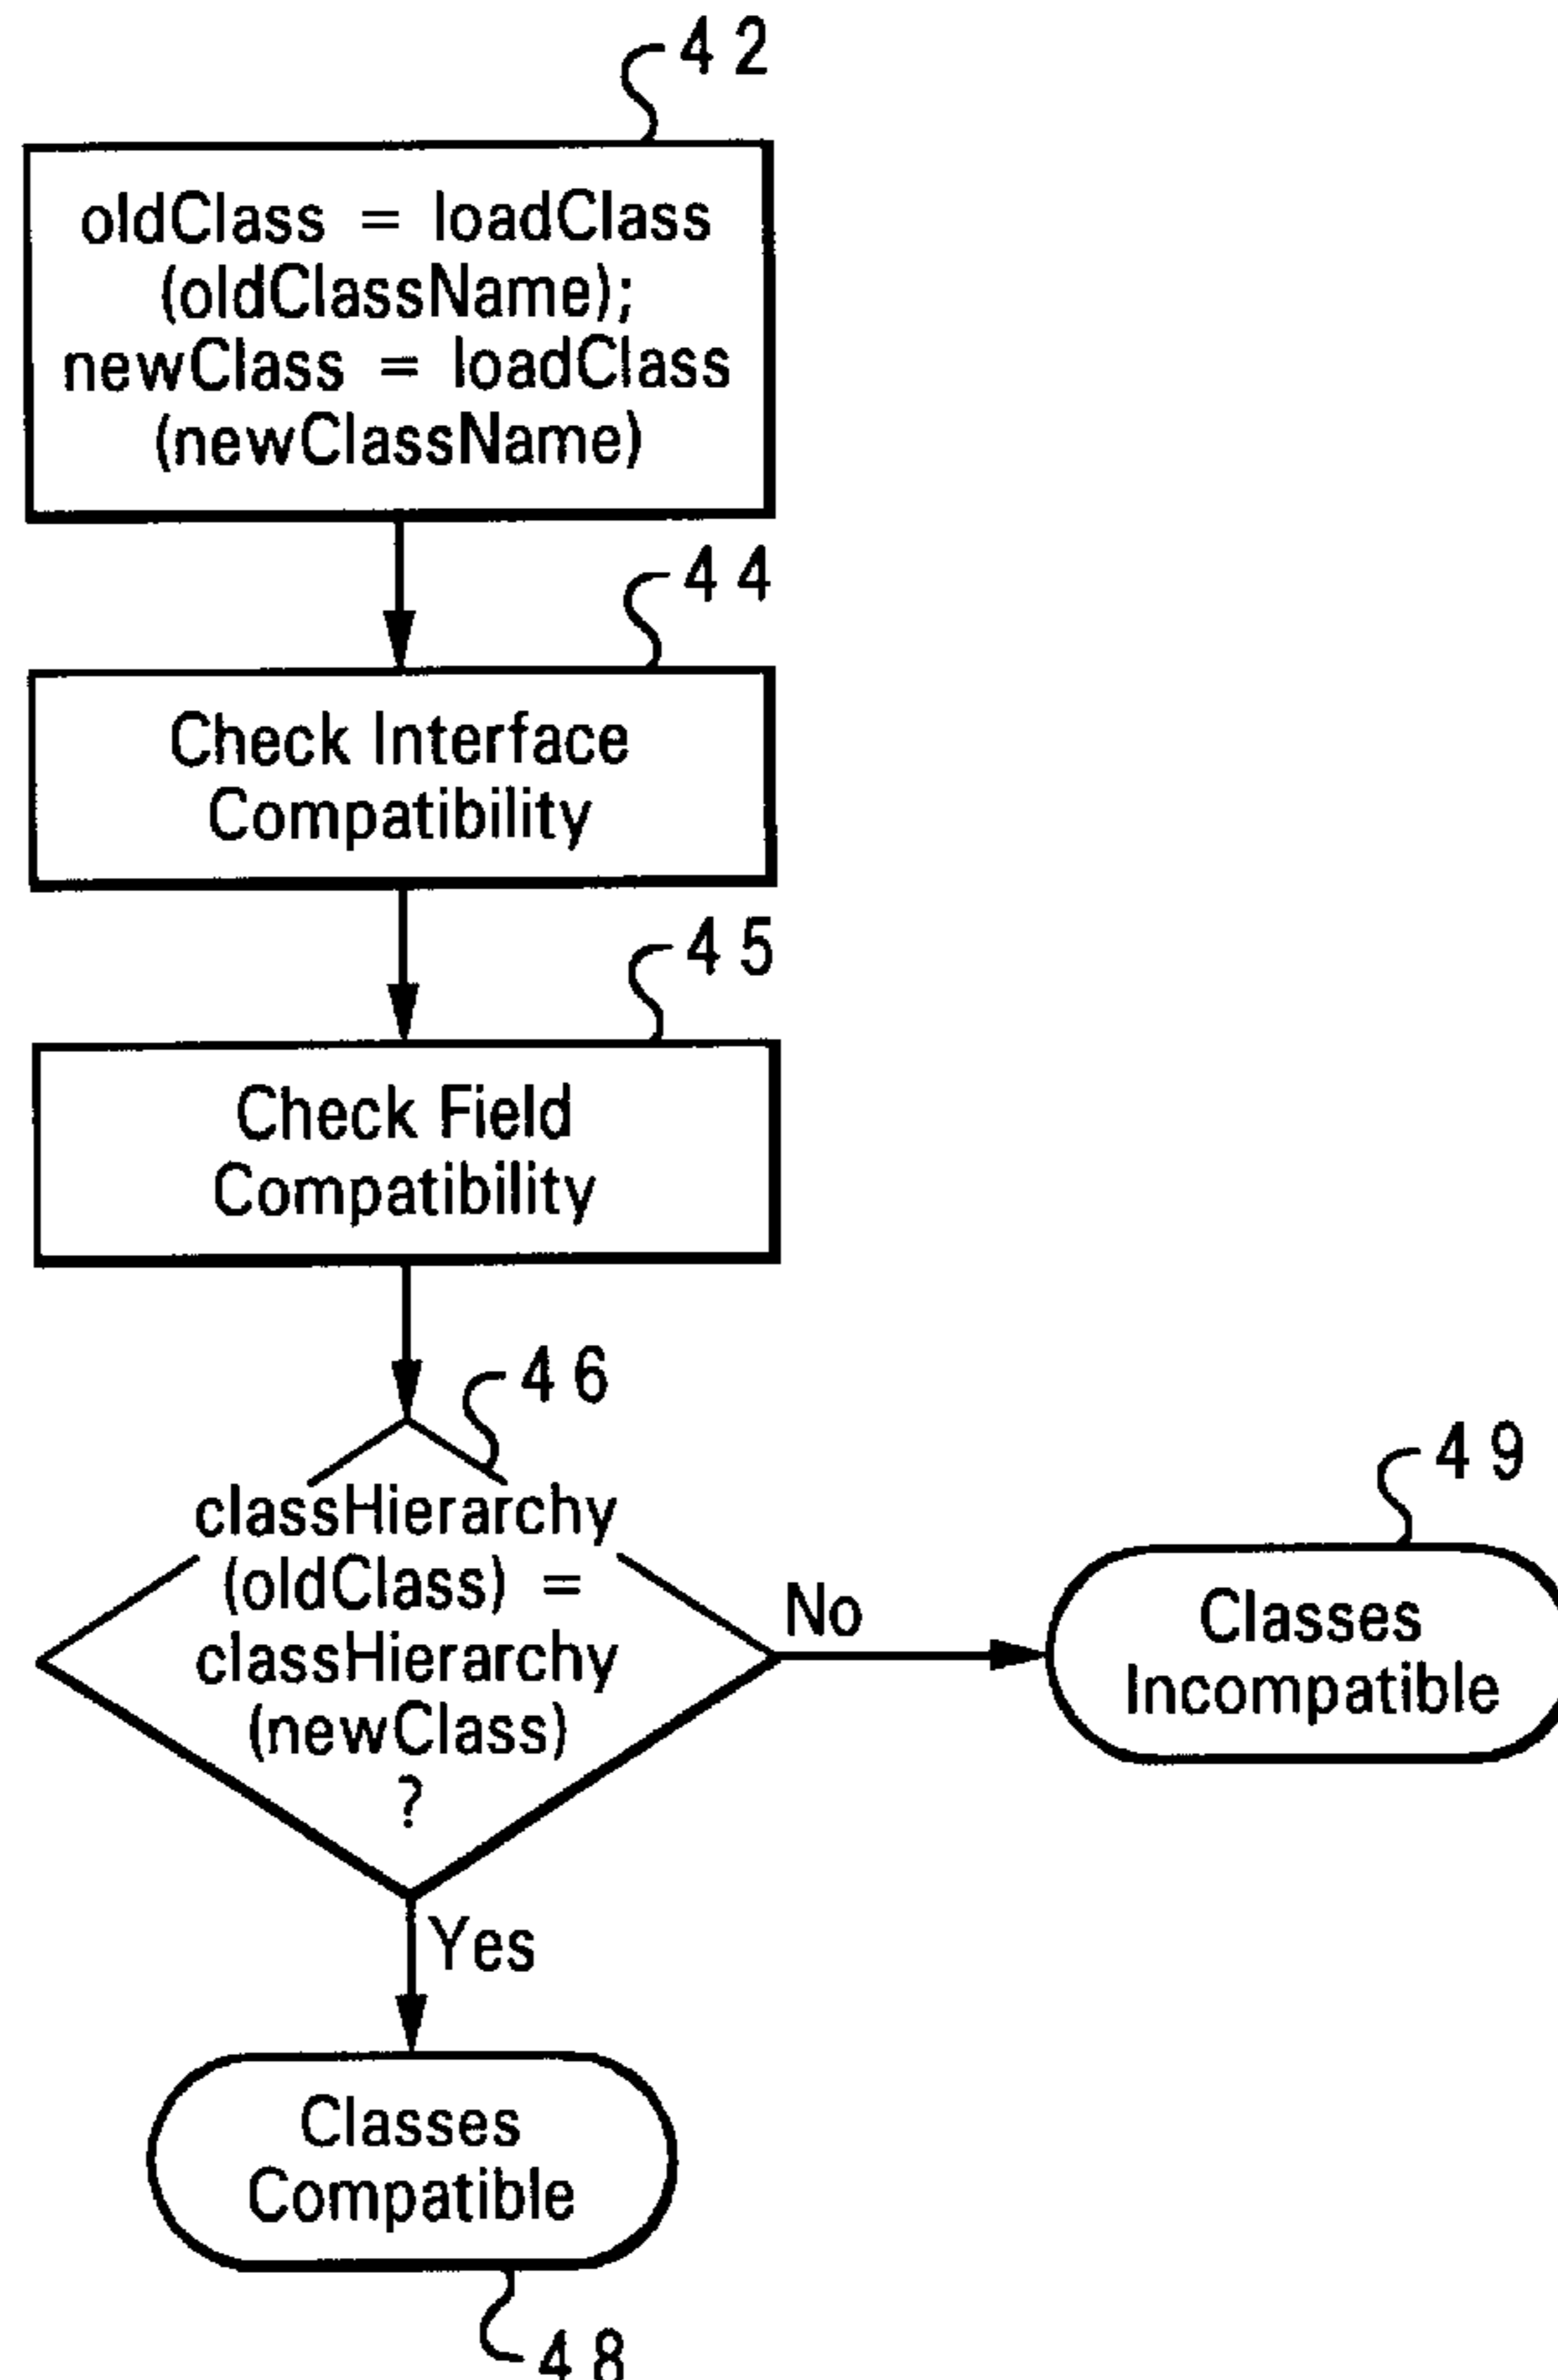 42
oldClass = loadClass
(oldClassName);
newClass = loadClass
(newClassName)
44
Check Interface
Compatibility
45
Check Field
Compatibility
46
classHierarchy
(oldClass) =
classHierarchy
(newClass)
?
No
49
Classes
Incompatible
Yes
Classes
Compatible
48